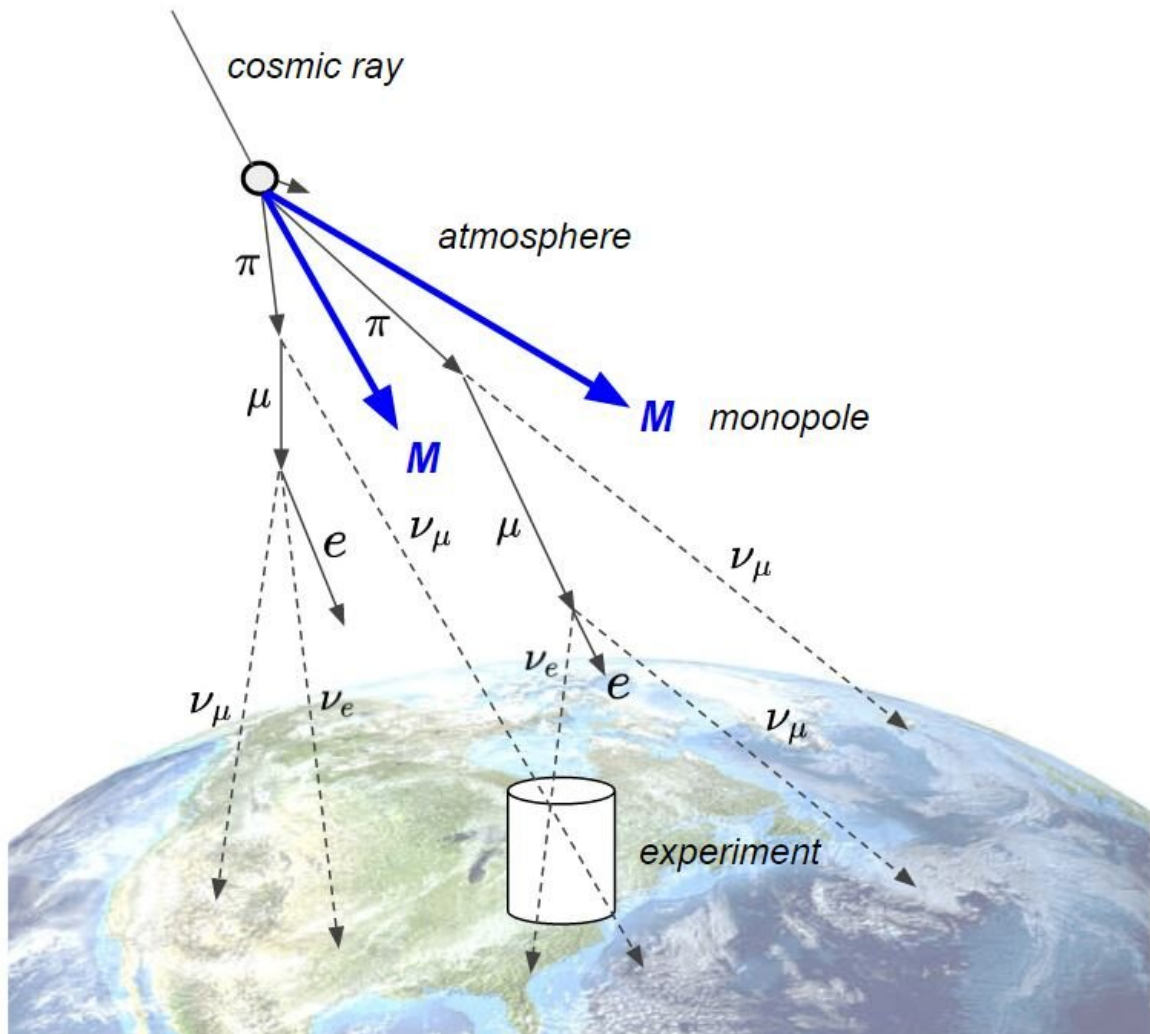 cosmic ray
atmosphere
π
π
μ
M monopole
M
ν_μ
μ
e
ν_μ
ν_e
e
ν_μ
ν_e
ν_μ
experiment